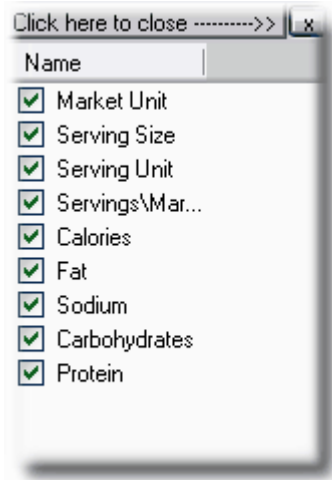 Click here to close ---------->> x
Name
Market Unit
Serving Size
Serving Unit
Servings\Mar...
Calories
Fat
Sodium
Carbohydrates
Protein